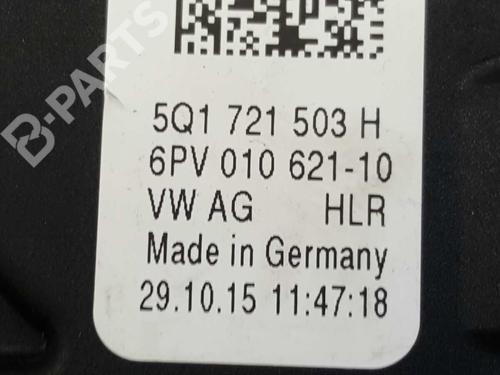 B-PARTS
5Q1 721 503 H
6PV 010 621-10
VW AG HLR
Made in Germany
29.10.15 11:47:18